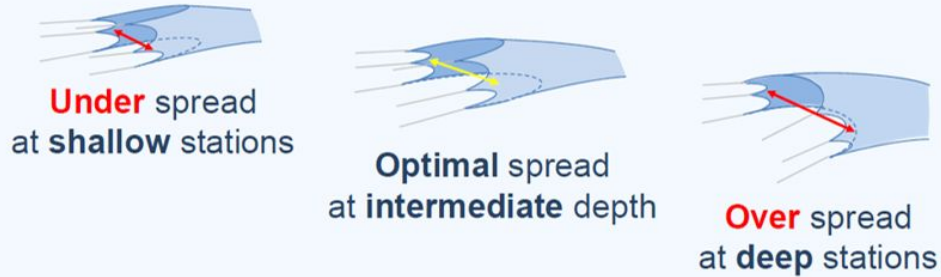 Under spread
at shallow stations
Optimal spread
at intermediate depth
Over spread
at deep stations